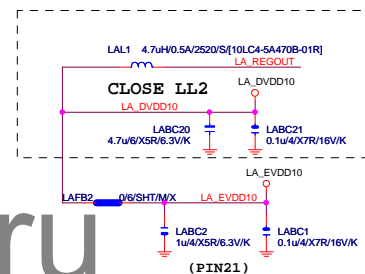 LAL1 4.7uH/0.5A/2520/S/[10LC4-5A470B-01R]
LA_REGOUT
CLOSE LL2
LA_DVDD10
LA_DVDD10
LABC20
4.7u/6/X5R/6.3V/K
LABC21
0.1u/4/X7R/16V/K
LA_EVDD10
LAFB2 0/6/SHT/M/X
LA_EVDD10
LABC2
1u/4/X5R/6.3V/K
LABC1
0.1u/4/X7R/16V/K
(PIN21)
ru